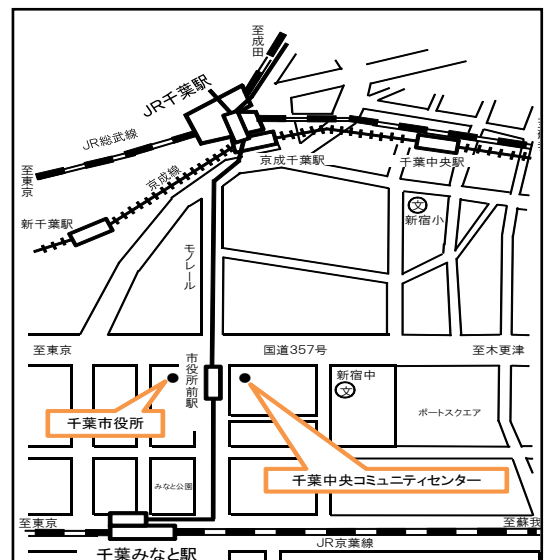 至成田
JR千葉駅
JR総武線
至東京
京成線
京成千葉駅
千葉中央駅
新千葉駅
文
新宿小
モノレール
至東京
国道357号
至木更津
市役所前駅
新宿中
文
千葉市役所
ポートスクエア
千葉中央コミュニティセンター
みなと公園
至東京
至蘇我
JR京葉線
千葉みなと駅